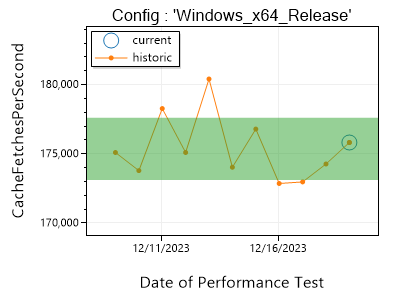 Config : 'Windows_x64_Release'
current
historic
CacheFetchesPerSecond
180,000
175,000
170,000
12/11/2023
12/16/2023
Date of Performance Test